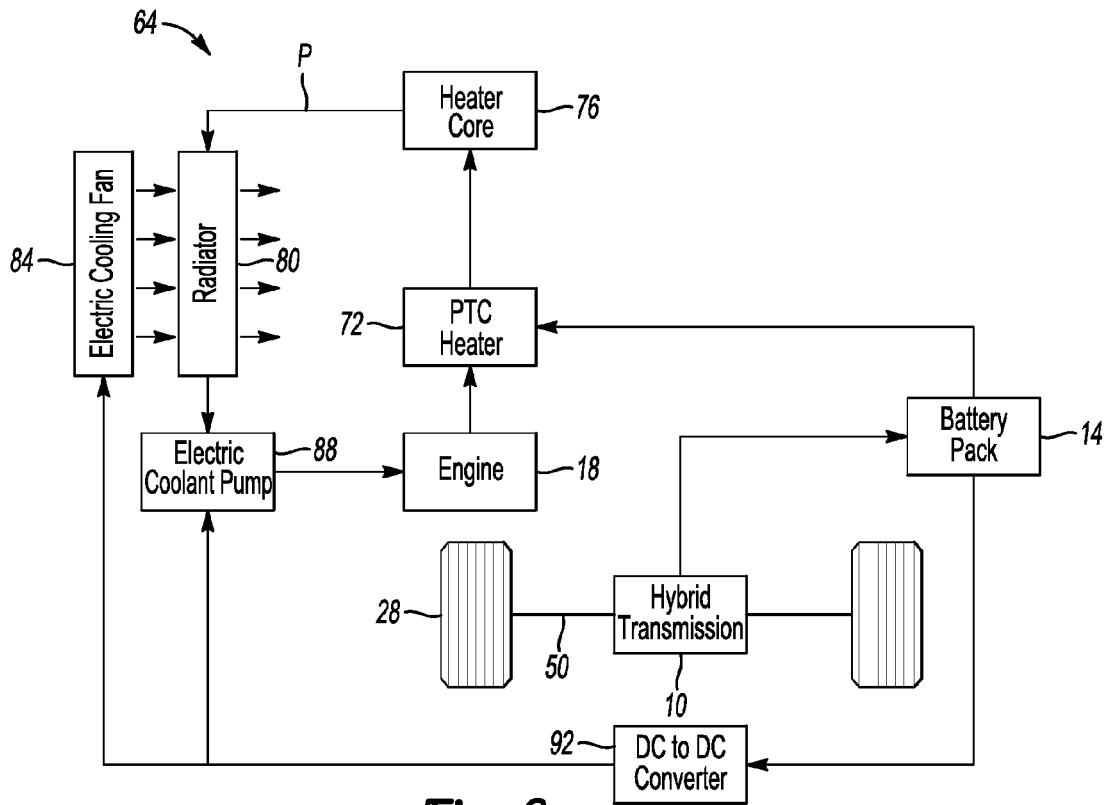 64
P
Heater
Core
76
Electric Cooling Fan
84
Radiator
80
72
PTC
Heater
Electric
Coolant Pump
88
Engine
18
Battery
Pack
14
28
50
Hybrid
Transmission
10
92
DC to DC
Converter